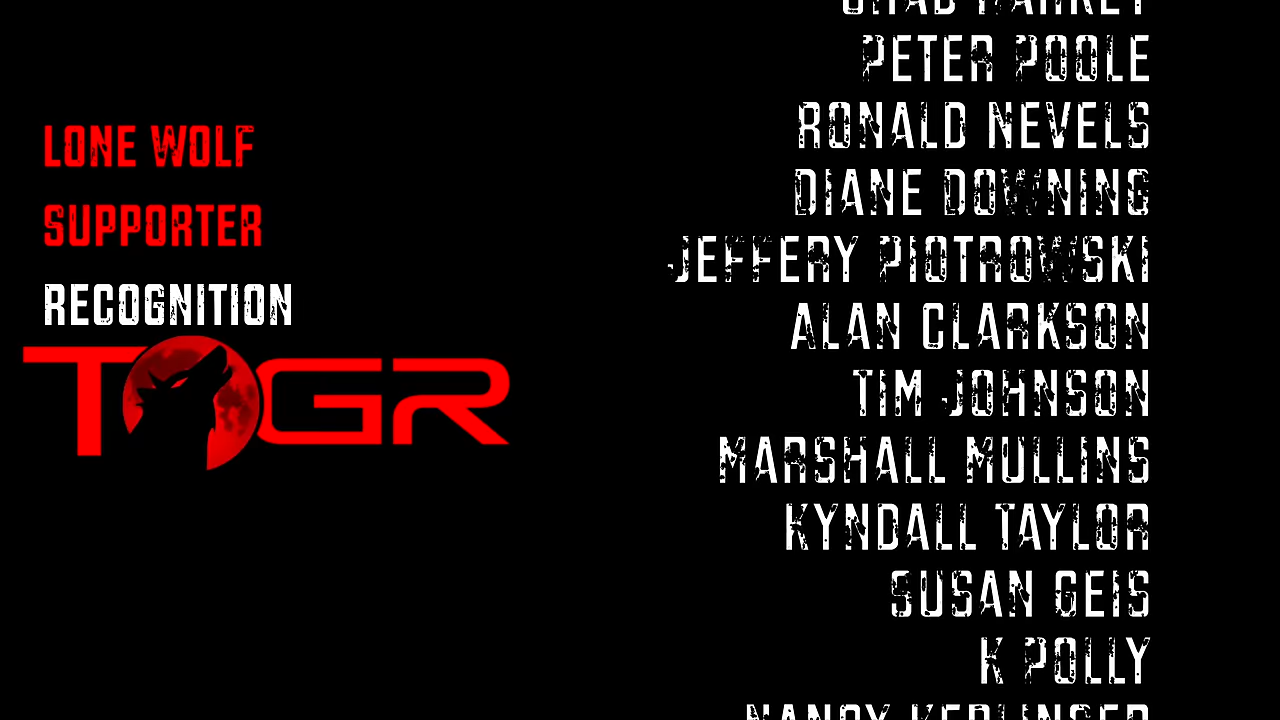 LONE WOLF
SUPPORTER
RECOGNITION
TOGR
PETER POOLE
RONALD NEVELS
DIANE DOWNING
JEFFERY PIOTROWSKI
ALAN CLARKSON
TIM JOHNSON
MARSHALL MULLINS
KYNDALL TAYLOR
SUSAN GEIS
K POLLY
NANCY